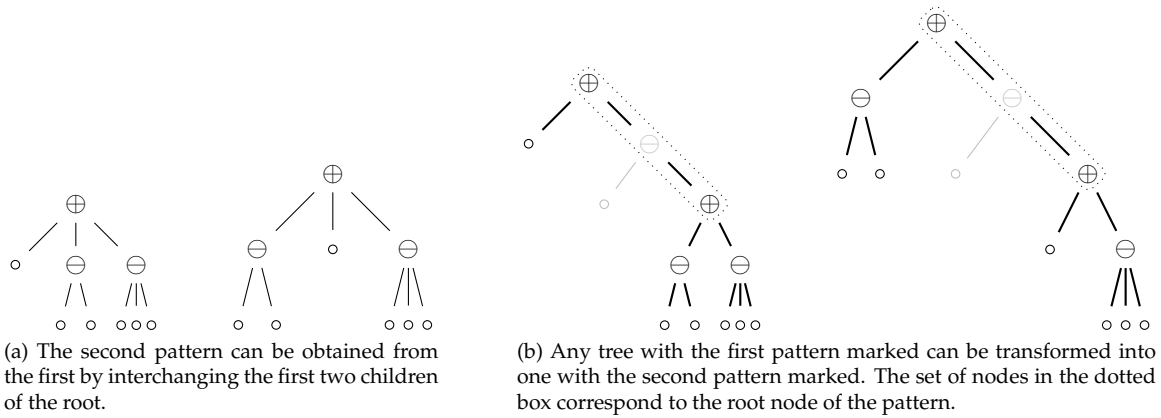 (a) The second pattern can be obtained from
the first by interchanging the first two children
of the root.
(b) Any tree with the first pattern marked can be transformed into
one with the second pattern marked. The set of nodes in the dotted
box correspond to the root node of the pattern.